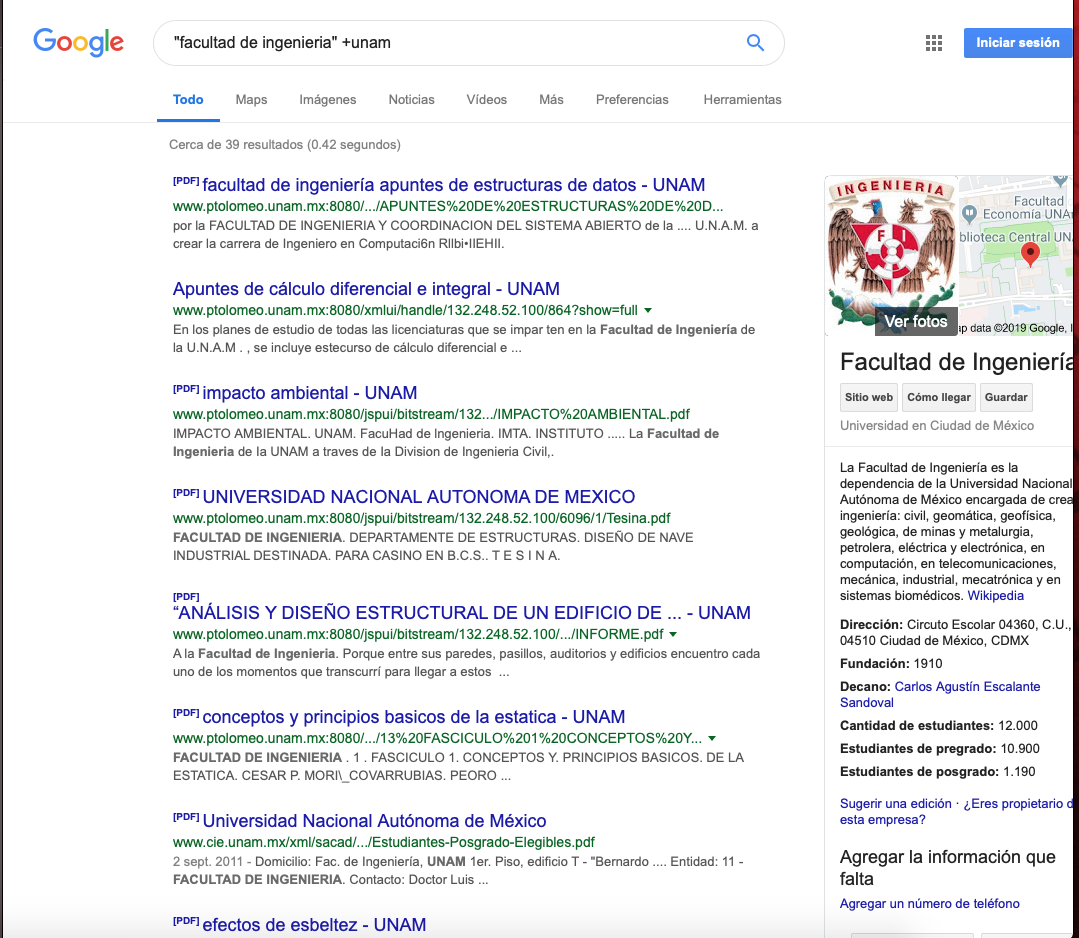 Google
"facultad de ingenieria" +unam
Iniciar sesión
Todo Maps Imágenes Noticias Vídeos Más Preferencias Herramientas
Cerca de 39 resultados (0.42 segundos)
[PDF] facultad de ingeniería apuntes de estructuras de datos - UNAM
www.ptolomeo.unam.mx:8080/.../APUNTES%20DE%20ESTRUCTURAS%20DE%20D...
por la FACULTAD DE INGENIERIA Y COORDINACION DEL SISTEMA ABIERTO de la .... U.N.A.M. a
crear la carrera de Ingeniero en Computaci6n Rllbi•IIEHII.
Apuntes de cálculo diferencial e integral - UNAM
www.ptolomeo.unam.mx:8080/xmlui/handle/132.248.52.100/864?show=full
En los planes de estudio de todas las licenciaturas que se impar ten en la Facultad de Ingeniería de
la U.N.A.M . , se incluye estecurso de cálculo diferencial e ...
[PDF] impacto ambiental - UNAM
www.ptolomeo.unam.mx:8080/jspui/bitstream/132.../IMPACTO%20AMBIENTAL.pdf
IMPACTO AMBIENTAL. UNAM. FacuHad de Ingenieria. IMTA. INSTITUTO ..... La Facultad de
Ingenieria de la UNAM a traves de la Division de Ingenieria Civil,.
[PDF] UNIVERSIDAD NACIONAL AUTONOMA DE MEXICO
www.ptolomeo.unam.mx:8080/jspui/bitstream/132.248.52.100/6096/1/Tesina.pdf
FACULTAD DE INGENIERIA. DEPARTAMENTE DE ESTRUCTURAS. DISEÑO DE NAVE
INDUSTRIAL DESTINADA. PARA CASINO EN B.C.S.. T E S I N A.
[PDF]
“ANÁLISIS Y DISEÑO ESTRUCTURAL DE UN EDIFICIO DE ... - UNAM
www.ptolomeo.unam.mx:8080/jspui/bitstream/132.248.52.100/.../INFORME.pdf
A la Facultad de Ingenieria. Porque entre sus paredes, pasillos, auditorios y edificios encuentro cada
uno de los momentos que transcurrí para llegar a estos ...
[PDF] conceptos y principios basicos de la estatica - UNAM
www.ptolomeo.unam.mx:8080/.../13%20FASCICULO%201%20CONCEPTOS%20Y...
FACULTAD DE INGENIERIA . 1 . FASCICULO 1. CONCEPTOS Y. PRINCIPIOS BASICOS. DE LA
ESTATICA. CESAR P. MORI\_COVARRUBIAS. PEORO ...
[PDF] Universidad Nacional Autónoma de México
www.cie.unam.mx/xml/sacad/.../Estudiantes-Posgrado-Elegibles.pdf
2 sept. 2011 - Domicilio: Fac. de Ingeniería, UNAM 1er. Piso, edificio T - "Bernardo .... Entidad: 11 -
FACULTAD DE INGENIERIA. Contacto: Doctor Luis ...
[PDF] efectos de esbeltez - UNAM
INGENIERIA
F I
Ver fotos
Facultad
Economía UNA
blioteca Central UN
ap data ©2019 Google, I
Facultad de Ingeniería
Sitio web Cómo llegar Guardar
Universidad en Ciudad de México
La Facultad de Ingeniería es la
dependencia de la Universidad Nacional
Autónoma de México encargada de crea
ingeniería: civil, geomática, geofísica,
geológica, de minas y metalurgia,
petrolera, eléctrica y electrónica, en
computación, en telecomunicaciones,
mecánica, industrial, mecatrónica y en
sistemas biomédicos. Wikipedia
Dirección: Circuto Escolar 04360, C.U.,
04510 Ciudad de México, CDMX
Fundación: 1910
Decano: Carlos Agustín Escalante
Sandoval
Cantidad de estudiantes: 12.000
Estudiantes de pregrado: 10.900
Estudiantes de posgrado: 1.190
Sugerir una edición · ¿Eres propietario d
esta empresa?
Agregar la información que
falta
Agregar un número de teléfono